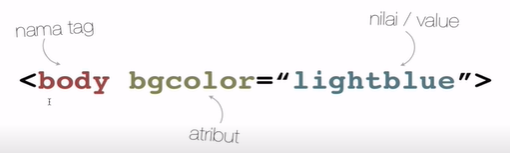 nama tag
nilai / value
<body bgcolor=“lightblue”>
atribut